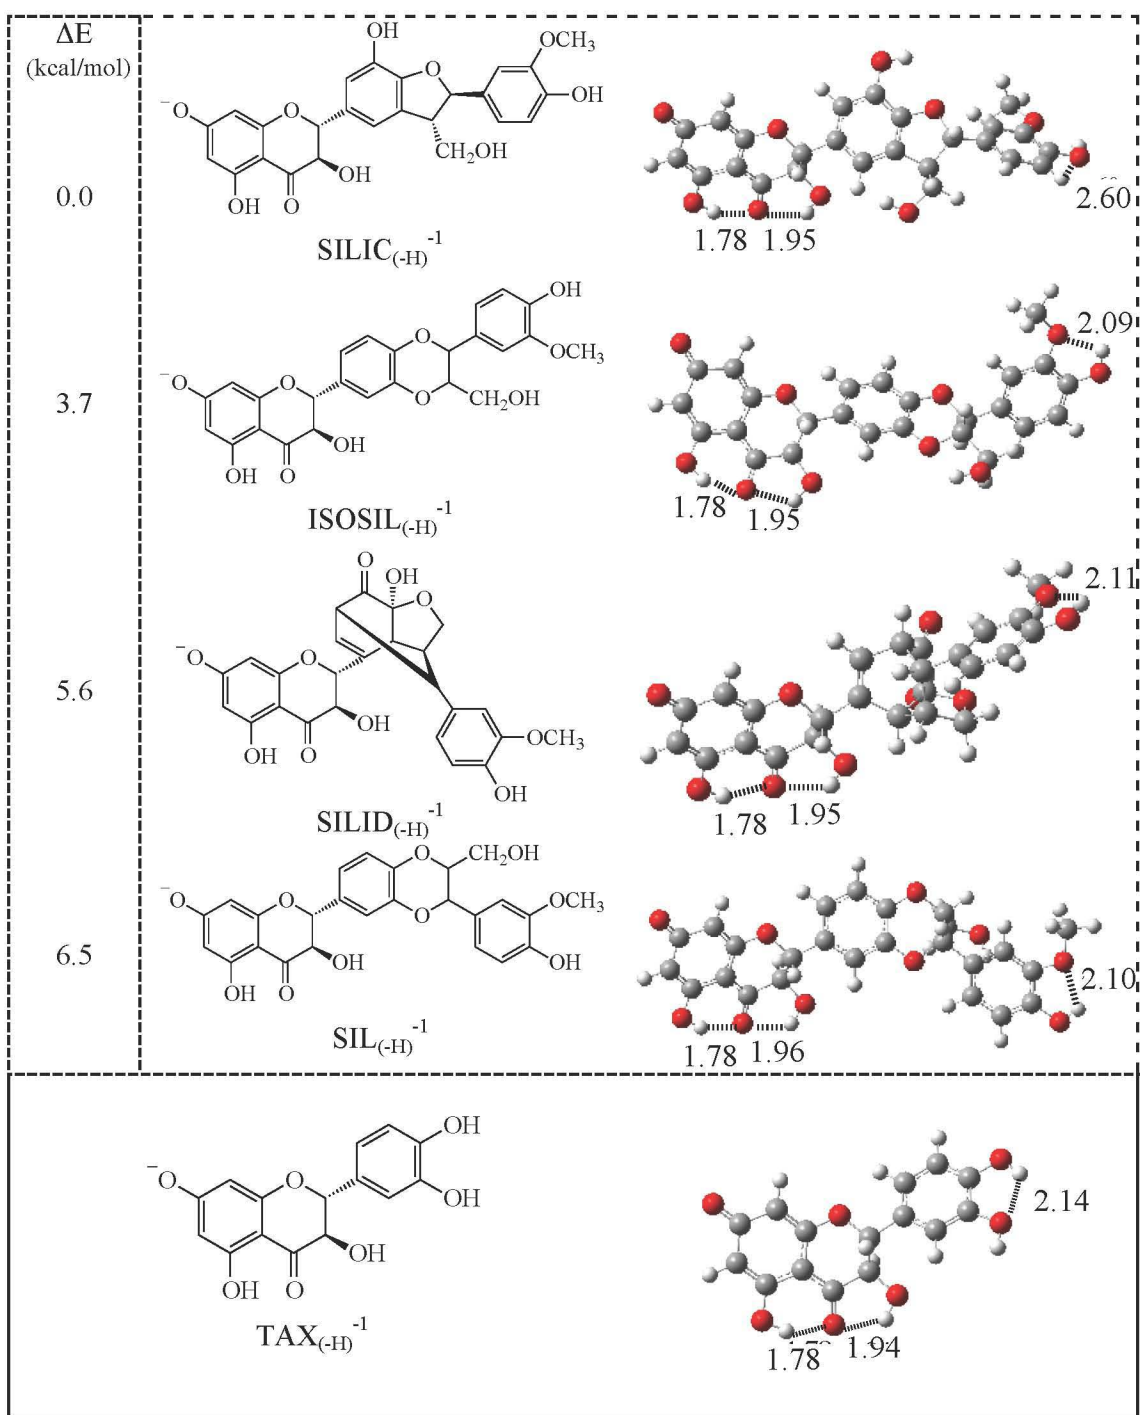 ΔE
(kcal/mol)
OH
OCH3
OH
O
CH2OH
⁻O
O
OH
OH
O
0.0
SILIC(-H)-1
1.78 1.95
2.60
OH
OCH3
O
O
CH2OH
⁻O
O
OH
OH
O
3.7
ISOSIL(-H)-1
2.09
1.78
1.95
O
OH
O
⁻O
O
OH
OH
O
OCH3
OH
5.6
SILID(-H)-1
2.11
1.78
1.95
O
CH2OH
O
OCH3
OH
⁻O
O
OH
OH
O
6.5
SIL(-H)-1
2.10
1.78 1.96
OH
OH
⁻O
O
OH
OH
O
TAX(-H)-1
2.14
1.78
1.94